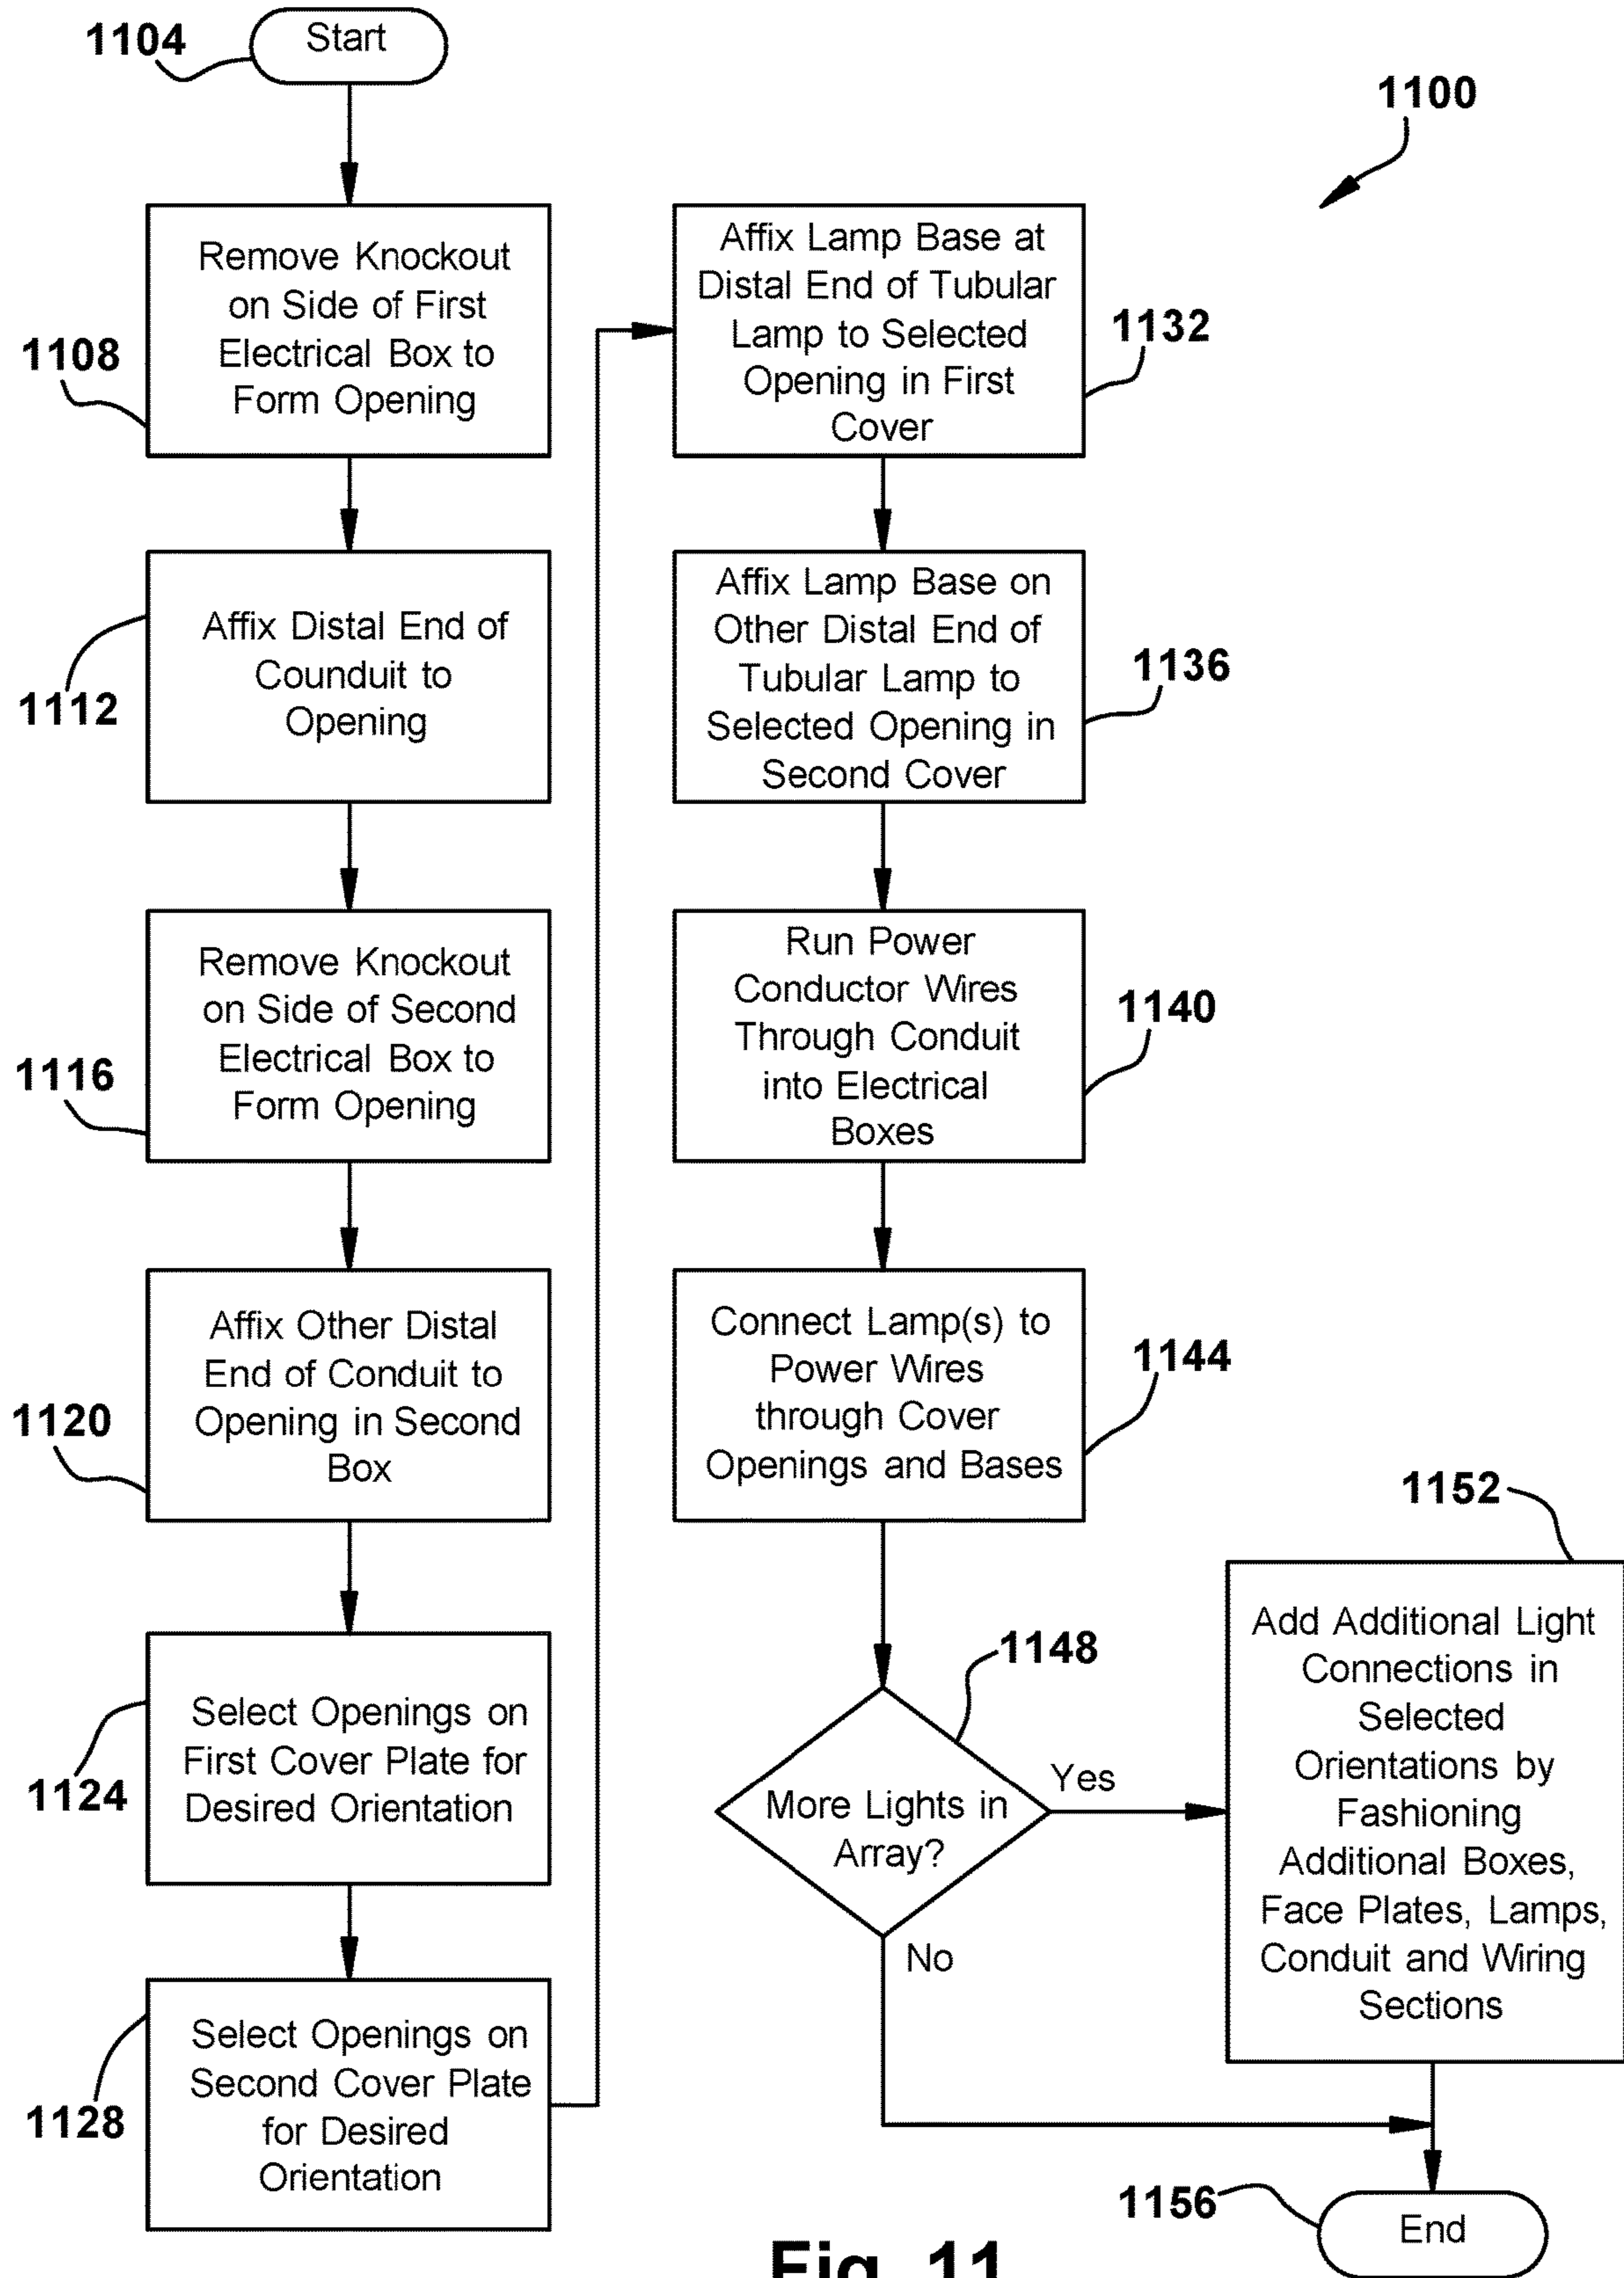 1104
Start
1100
Remove Knockout
on Side of First
Electrical Box to
Form Opening
1108
Affix Distal End of
Counduit to
Opening
1112
Remove Knockout
on Side of Second
Electrical Box to
Form Opening
1116
Affix Other Distal
End of Conduit to
Opening in Second
Box
1120
Select Openings on
First Cover Plate for
Desired Orientation
1124
Select Openings on
Second Cover Plate
for Desired
Orientation
1128
Affix Lamp Base at
Distal End of Tubular
Lamp to Selected
Opening in First
Cover
1132
Affix Lamp Base on
Other Distal End of
Tubular Lamp to
Selected Opening in
Second Cover
1136
Run Power
Conductor Wires
Through Conduit
into Electrical
Boxes
1140
Connect Lamp(s) to
Power Wires
through Cover
Openings and Bases
1144
More Lights in
Array?
1148
Yes
No
1152
Add Additional Light
Connections in
Selected
Orientations by
Fashioning
Additional Boxes,
Face Plates, Lamps,
Conduit and Wiring
Sections
1156
End
Fig. 11